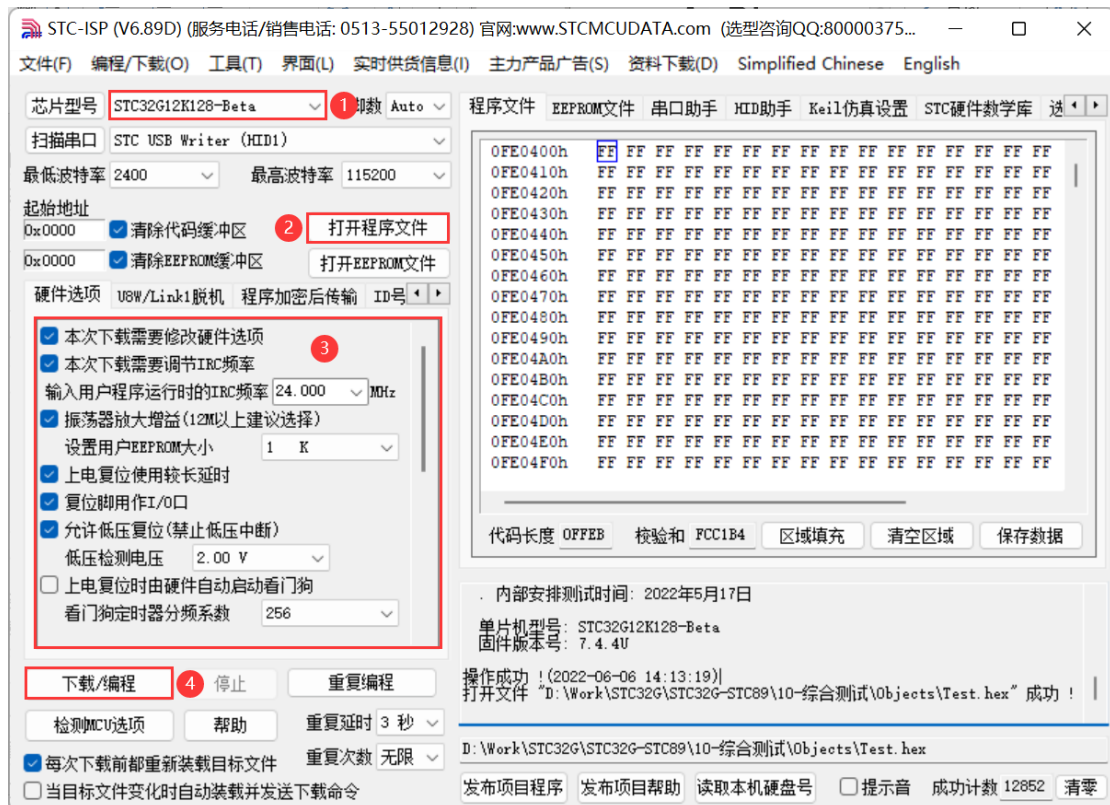 STC-ISP (V6.89D) (服务电话/销售电话: 0513-55012928) 官网:www.STCMCUDATA.com (选型咨询QQ:80000375...
文件(F) 编程/下载(O) 工具(T) 界面(L) 实时供货信息(I) 主力产品广告(S) 资料下载(D) Simplified Chinese English
芯片型号 STC32G12K128-Beta 1 脚数 Auto
扫描串口 STC USB Writer (HID1)
最低波特率 2400 最高波特率 115200
起始地址
0x0000 清除代码缓冲区 2 打开程序文件
0x0000 清除EEPROM缓冲区 打开EEPROM文件
硬件选项 U8W/Link1脱机 程序加密后传输 ID号
本次下载需要修改硬件选项
3
本次下载需要调节IRC频率
输入用户程序运行时的IRC频率 24.000 MHz
振荡器放大增益(12M以上建议选择)
设置用户EEPROM大小 1 K
上电复位使用较长延时
复位脚用作I/O口
允许低压复位(禁止低压中断)
低压检测电压 2.00 V
上电复位时由硬件自动启动看门狗
看门狗定时器分频系数 256
下载/编程 4 停止 重复编程
检测MCU选项 帮助 重复延时 3 秒
每次下载前都重新装载目标文件 重复次数 无限
当目标文件变化时自动装载并发送下载命令
程序文件 EEPROM文件 串口助手 HID助手 Keil仿真设置 STC硬件数学库 选
0FE0400h FF FF FF FF FF FF FF FF FF FF FF FF FF FF FF FF
0FE0410h FF FF FF FF FF FF FF FF FF FF FF FF FF FF FF FF
0FE0420h FF FF FF FF FF FF FF FF FF FF FF FF FF FF FF FF
0FE0430h FF FF FF FF FF FF FF FF FF FF FF FF FF FF FF FF
0FE0440h FF FF FF FF FF FF FF FF FF FF FF FF FF FF FF FF
0FE0450h FF FF FF FF FF FF FF FF FF FF FF FF FF FF FF FF
0FE0460h FF FF FF FF FF FF FF FF FF FF FF FF FF FF FF FF
0FE0470h FF FF FF FF FF FF FF FF FF FF FF FF FF FF FF FF
0FE0480h FF FF FF FF FF FF FF FF FF FF FF FF FF FF FF FF
0FE0490h FF FF FF FF FF FF FF FF FF FF FF FF FF FF FF FF
0FE04A0h FF FF FF FF FF FF FF FF FF FF FF FF FF FF FF FF
0FE04B0h FF FF FF FF FF FF FF FF FF FF FF FF FF FF FF FF
0FE04C0h FF FF FF FF FF FF FF FF FF FF FF FF FF FF FF FF
0FE04D0h FF FF FF FF FF FF FF FF FF FF FF FF FF FF FF FF
0FE04E0h FF FF FF FF FF FF FF FF FF FF FF FF FF FF FF FF
0FE04F0h FF FF FF FF FF FF FF FF FF FF FF FF FF FF FF FF
代码长度 0FFEB 校验和 FCC1B4 区域填充 清空区域 保存数据
. 内部安排测试时间: 2022年5月17日
单片机型号: STC32G12K128-Beta
固件版本号: 7.4.4U
操作成功 !(2022-06-06 14:13:19)
打开文件 "D:\Work\STC32G\STC32G-STC89\10-综合测试\Objects\Test.hex" 成功 !
D:\Work\STC32G\STC32G-STC89\10-综合测试\Objects\Test.hex
发布项目程序 发布项目帮助 读取本机硬盘号 提示音 成功计数 12852 清零